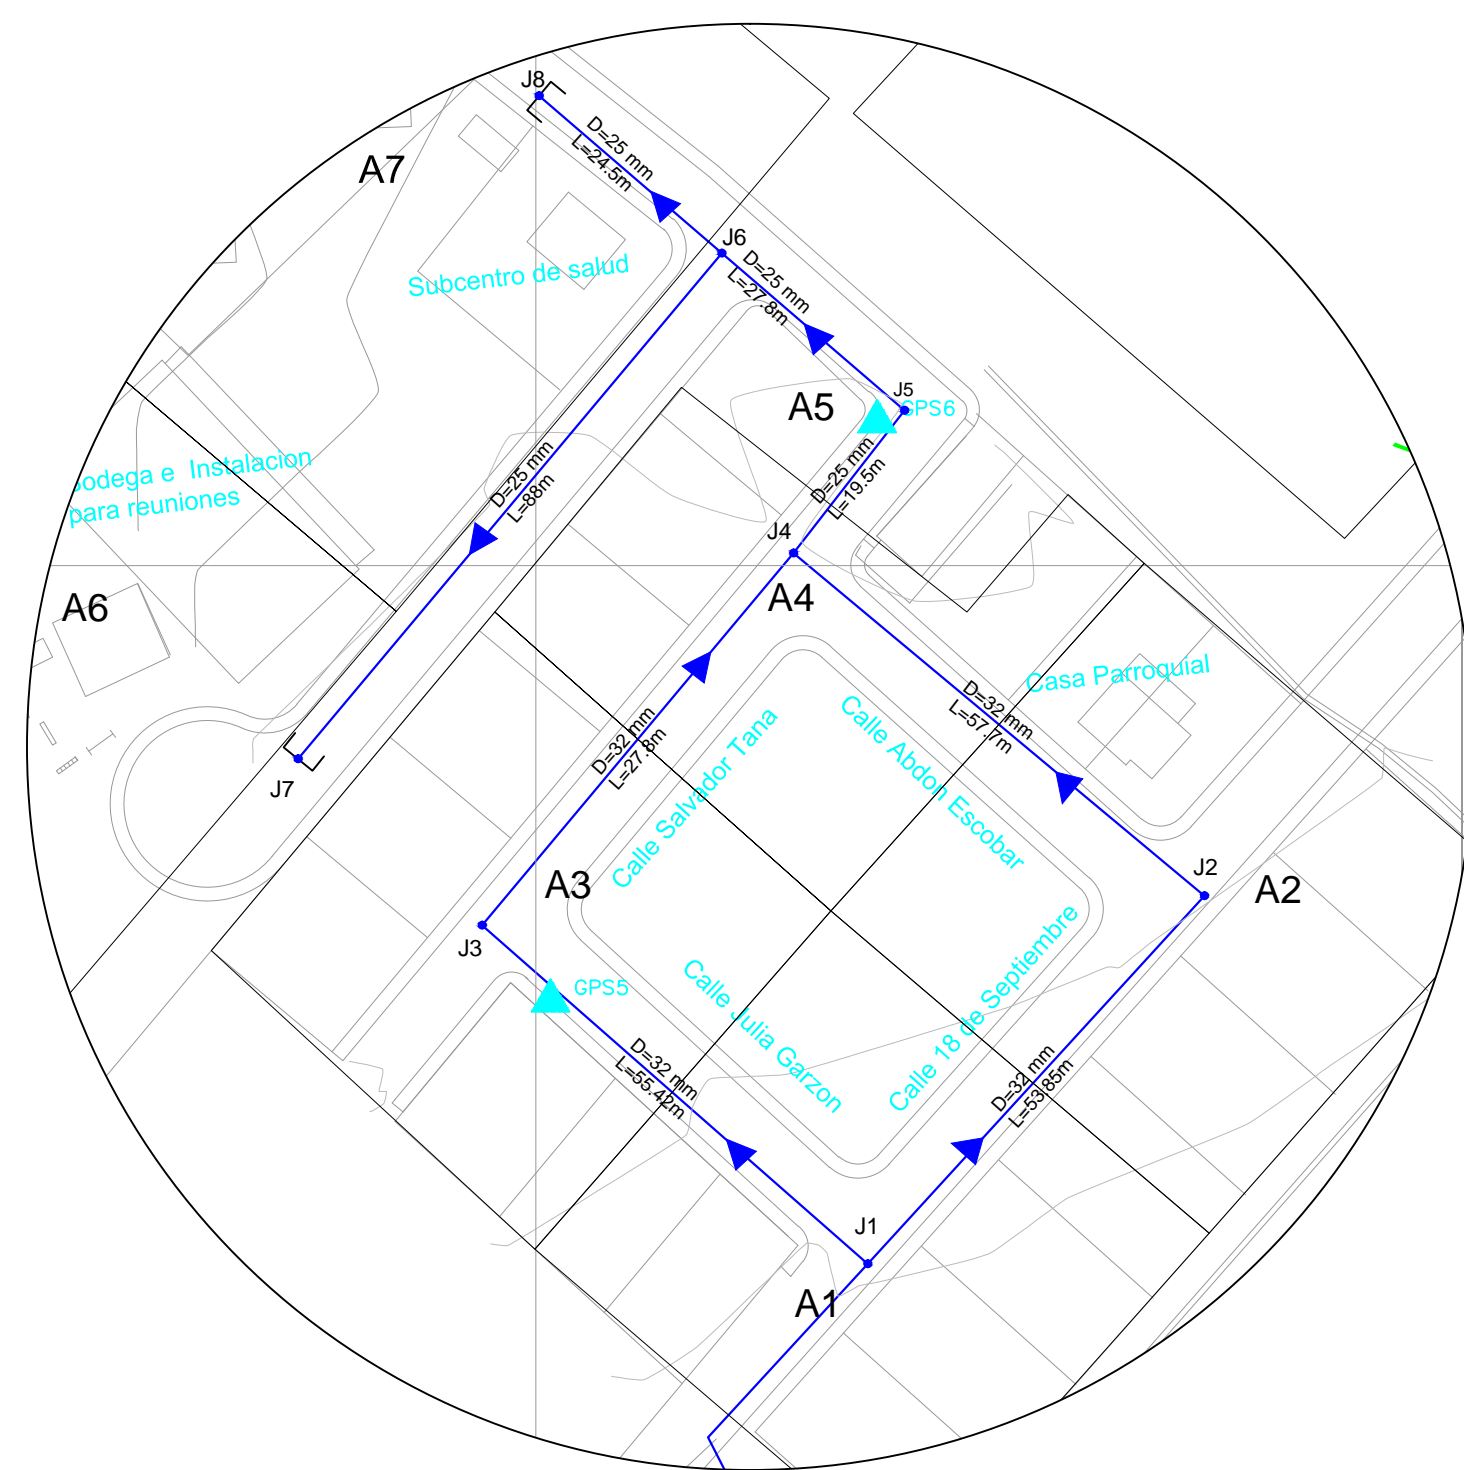 J8
D=25 mm
L=24.5m
A7
J6
D=25 mm
L=27.8m
Subcentro de salud
J5
GPS6
A5
D=25 mm
L=19.5m
odega e Instalacion
para reuniones
D=25 mm
L=88m
J4
A4
A6
Casa Parroquial
D=32 mm
L=57.7m
D=32 mm
L=27.8m
Calle Salvador Tana
Calle Abdon Escobar
J7
J2
A2
A3
J3
GPS5
Calle Julia Garzon
Calle 18 de Septiembre
D=32 mm
L=55.42m
D=32 mm
L=53.85m
J1
A1